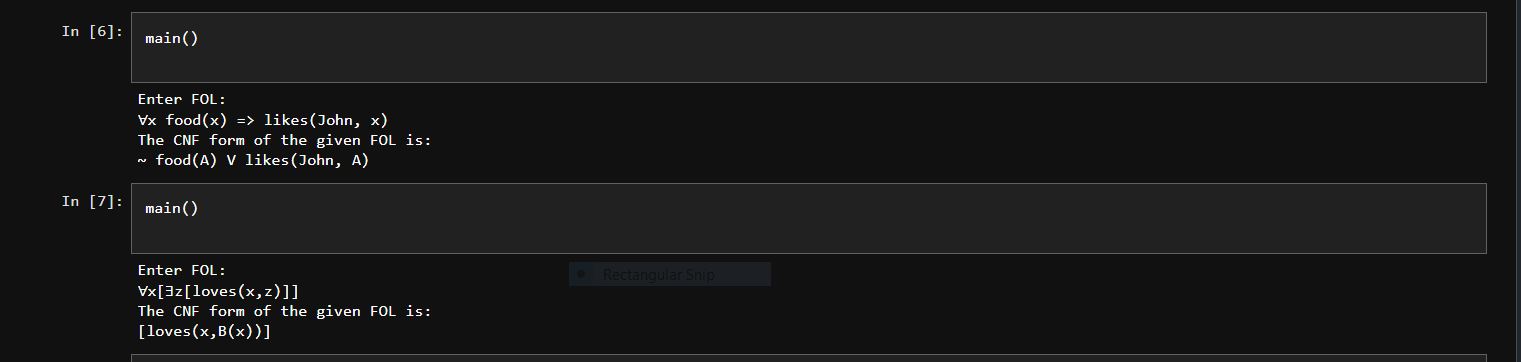 In [6]: main()
Enter FOL:
∀x food(x) => likes(John, x)
The CNF form of the given FOL is:
~ food(A) V likes(John, A)
In [7]: main()
Enter FOL:
∀x[∃z[loves(x,z)]]
Rectangular Snip
The CNF form of the given FOL is:
[loves(x,B(x))]